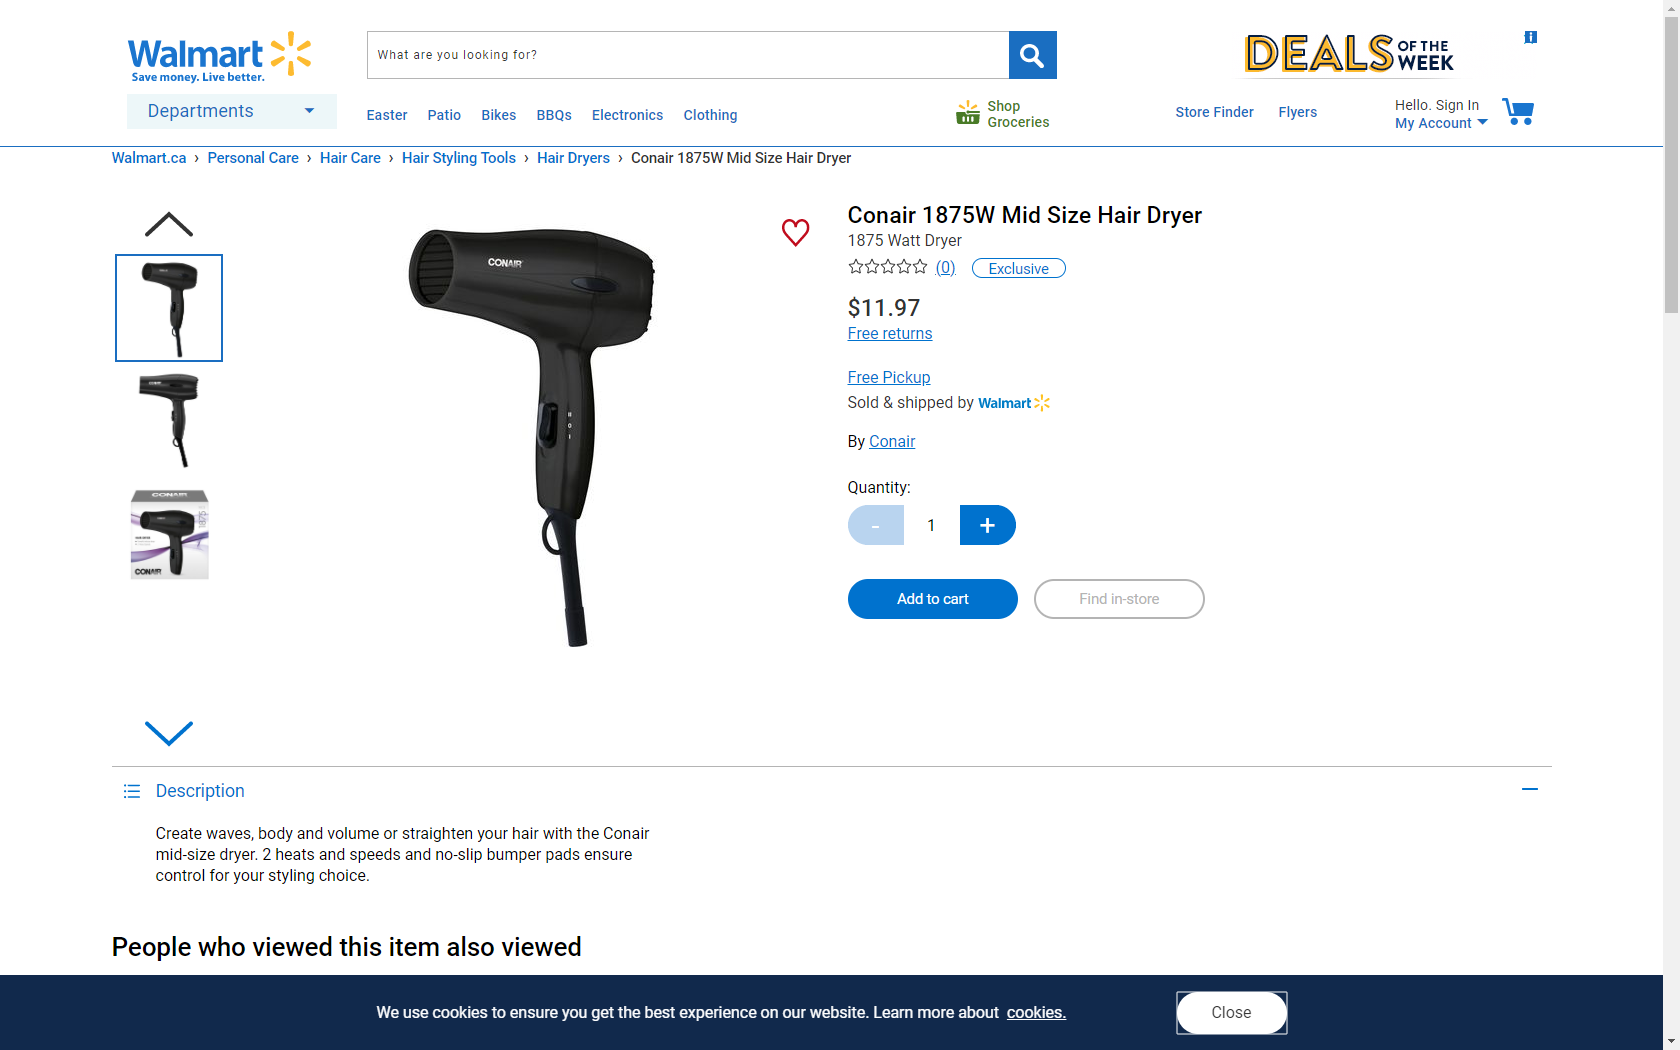 Walmart
Save money. Live better.
What are you looking for?
DEALS OF THE WEEK
Departments
Easter Patio Bikes BBQs Electronics Clothing
Shop Groceries
Store Finder Flyers
Hello. Sign In
My Account
Walmart.ca › Personal Care › Hair Care › Hair Styling Tools › Hair Dryers › Conair 1875W Mid Size Hair Dryer
CONAIR
CONAIR
1875
CONAIR
Conair 1875W Mid Size Hair Dryer
1875 Watt Dryer
(0) Exclusive
$11.97
Free returns
Free Pickup
Sold & shipped by Walmart
By Conair
Quantity:
- 1 +
Add to cart Find in-store
Description
Create waves, body and volume or straighten your hair with the Conair
mid-size dryer. 2 heats and speeds and no-slip bumper pads ensure
control for your styling choice.
People who viewed this item also viewed
We use cookies to ensure you get the best experience on our website. Learn more about cookies.
Close